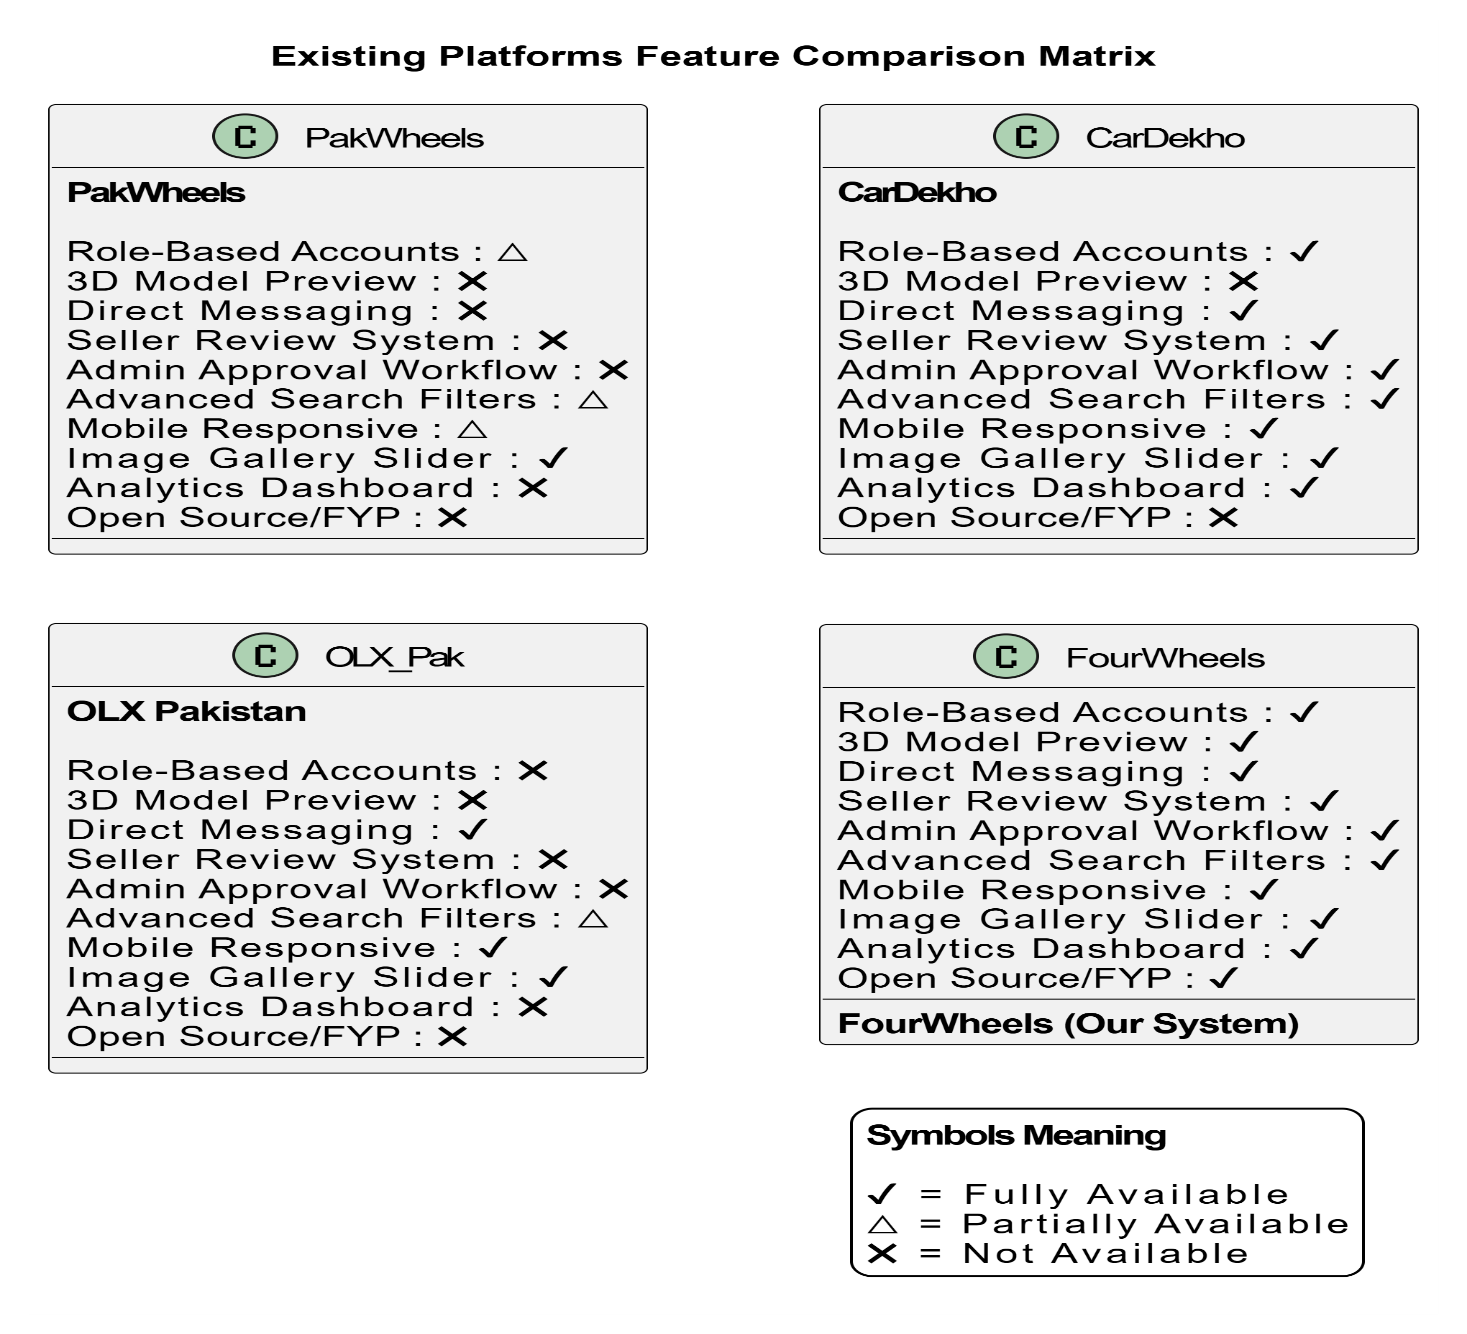 Existing Platforms Feature Comparison Matrix
C PakWheels
PakWheels
Role-Based Accounts : △
3D Model Preview : ✕
Direct Messaging : ✕
Seller Review System : ✕
Admin Approval Workflow : ✕
Advanced Search Filters : △
Mobile Responsive : △
Image Gallery Slider : ✓
Analytics Dashboard : ✕
Open Source/FYP : ✕
C CarDekho
CarDekho
Role-Based Accounts : ✓
3D Model Preview : ✕
Direct Messaging : ✓
Seller Review System : ✓
Admin Approval Workflow : ✓
Advanced Search Filters : ✓
Mobile Responsive : ✓
Image Gallery Slider : ✓
Analytics Dashboard : ✓
Open Source/FYP : ✕
C OLX_Pak
OLX Pakistan
Role-Based Accounts : ✕
3D Model Preview : ✕
Direct Messaging : ✓
Seller Review System : ✕
Admin Approval Workflow : ✕
Advanced Search Filters : △
Mobile Responsive : ✓
Image Gallery Slider : ✓
Analytics Dashboard : ✕
Open Source/FYP : ✕
C FourWheels
Role-Based Accounts : ✓
3D Model Preview : ✓
Direct Messaging : ✓
Seller Review System : ✓
Admin Approval Workflow : ✓
Advanced Search Filters : ✓
Mobile Responsive : ✓
Image Gallery Slider : ✓
Analytics Dashboard : ✓
Open Source/FYP : ✓
FourWheels (Our System)
Symbols Meaning
✓ = Fully Available
△ = Partially Available
✕ = Not Available